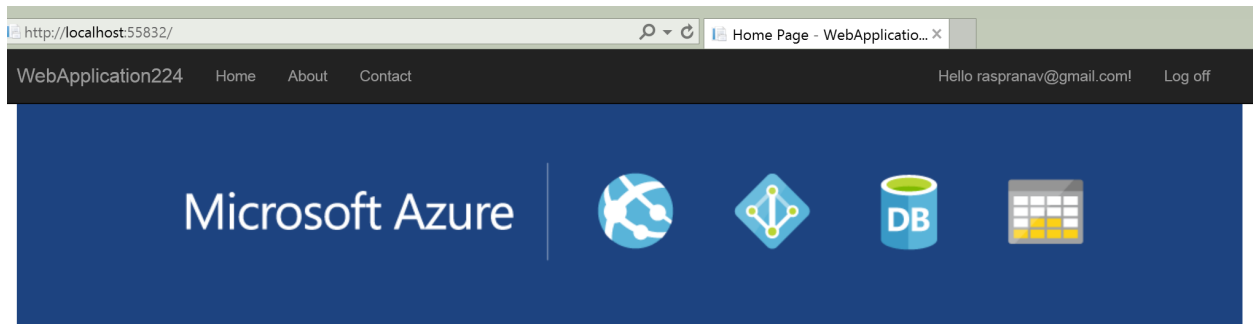 http://localhost:55832/
Home Page - WebApplicatio...
WebApplication224 Home About Contact Hello raspranav@gmail.com! Log off
Microsoft Azure
DB